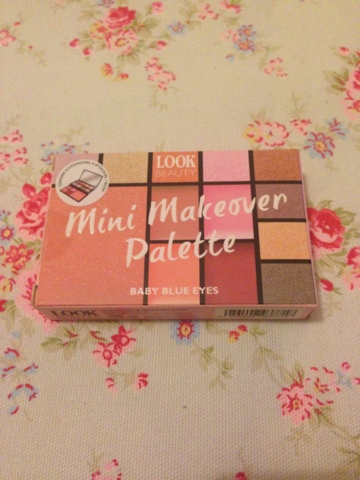 LOOK
BEAUTY
Mini Makeover
Palette
BABY BLUE EYES
LOOK